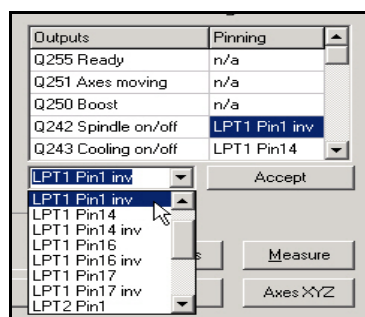 Outputs Pinning
Q255 Ready n/a
Q251 Axes moving n/a
Q250 Boost n/a
Q242 Spindle on/off LPT1 Pin1 inv
Q243 Cooling on/off LPT1 Pin14
LPT1 Pin1 inv Accept
LPT1 Pin1 inv
LPT1 Pin14
LPT1 Pin14 inv
LPT1 Pin16
LPT1 Pin16 inv
LPT1 Pin17
LPT1 Pin17 inv
LPT2 Pin1
Measure
Axes XYZ